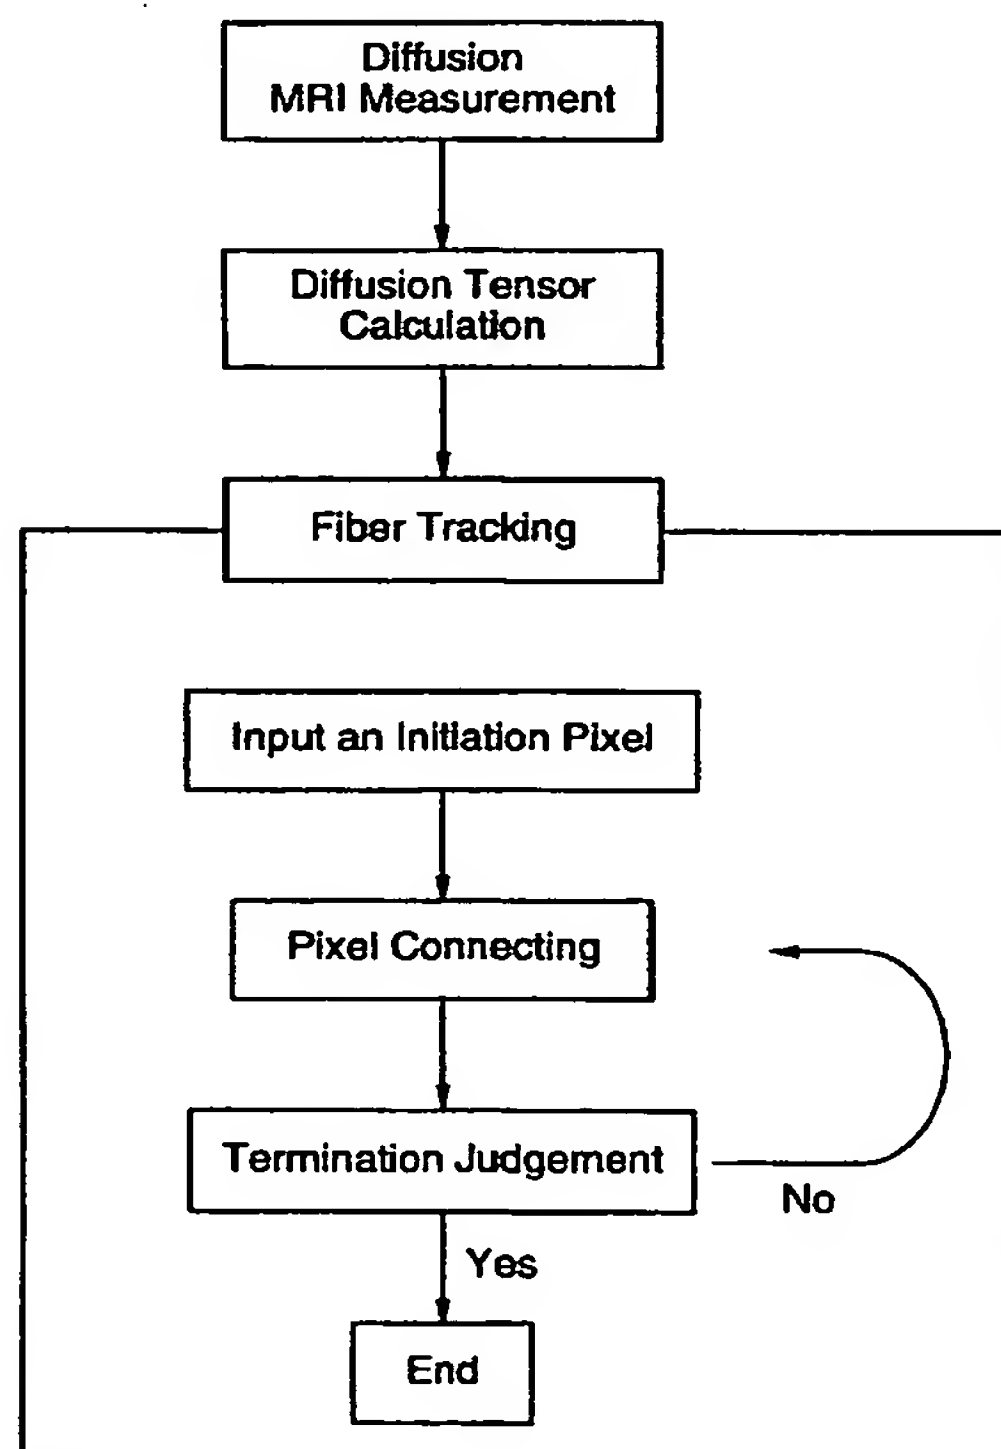 Diffusion
MRI Measurement
Diffusion Tensor
Calculation
Fiber Tracking
Input an Initiation Pixel
Pixel Connecting
Termination Judgement
No
Yes
End